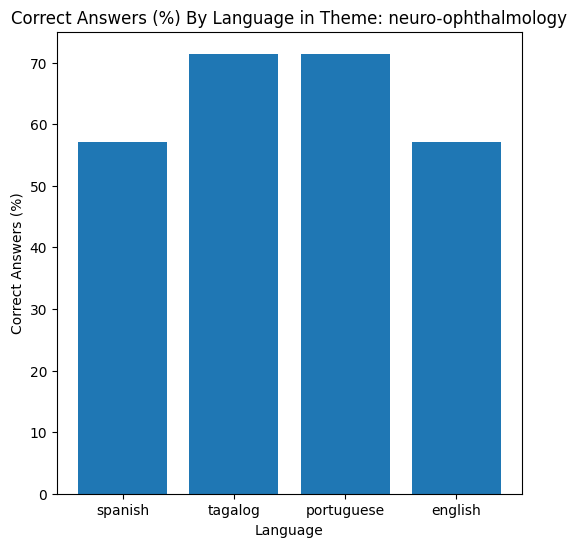 Correct Answers (%) By Language in Theme: neuro-ophthalmology
Correct Answers (%)
70
60
50
40
30
20
10
0
spanish tagalog portuguese english
Language